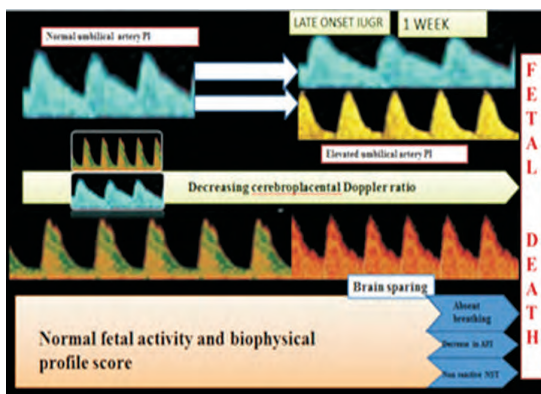 LATE ONSET IUGR
1 WEEK
Normal umbilical artery PI
Elevated umbilical artery PI
Decreasing cerebroplacental Doppler ratio
Brain sparing
Normal fetal activity and biophysical
profile score
Absent
breathing
Decrease in AFI
Non reactive NST
FETAL
DEATH